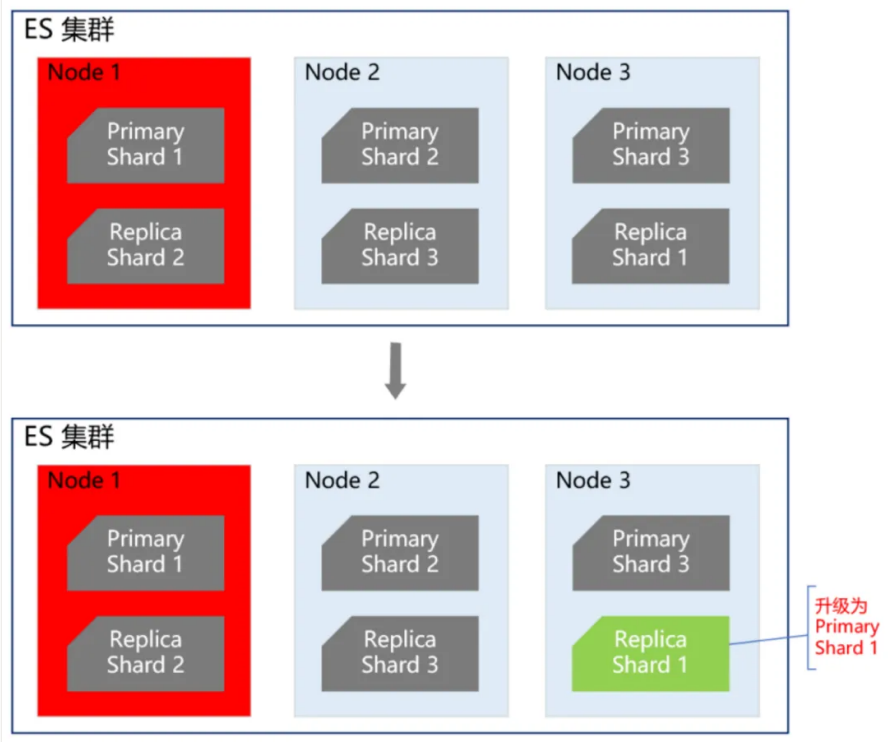 ES 集群
Node 1
Primary
Shard 1
Replica
Shard 2
Node 2
Primary
Shard 2
Replica
Shard 3
Node 3
Primary
Shard 3
Replica
Shard 1
ES 集群
Node 1
Primary
Shard 1
Replica
Shard 2
Node 2
Primary
Shard 2
Replica
Shard 3
Node 3
Primary
Shard 3
Replica
Shard 1
升级为
Primary
Shard 1